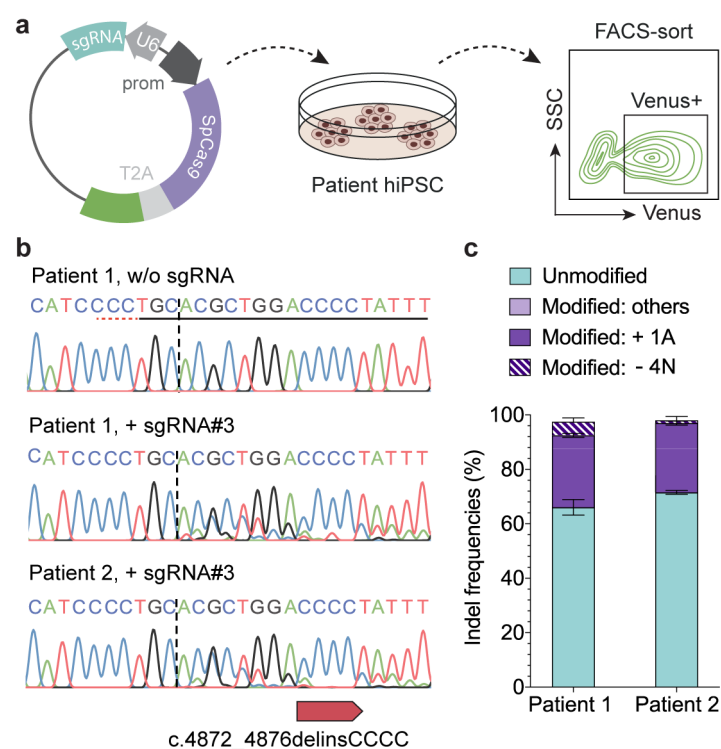 a
sgRNA
U6
prom
SpCas9
T2A
Patient hiPSC
FACS-sort
SSC
Venus+
Venus
b
Patient 1, w/o sgRNA
CATCCCCTGCACGCTGGACCCCTATTT
Patient 1, + sgRNA#3
CATCCCCTGCACGCTGGACCCCTATTT
Patient 2, + sgRNA#3
CATCCCCTGCACGCTGGACCCCTATTT
c.4872_4876delinsCCCC
c
Unmodified
Modified: others
Modified: + 1A
Modified: - 4N
Indel frequencies (%)
100
80
60
40
20
0
Patient 1
Patient 2